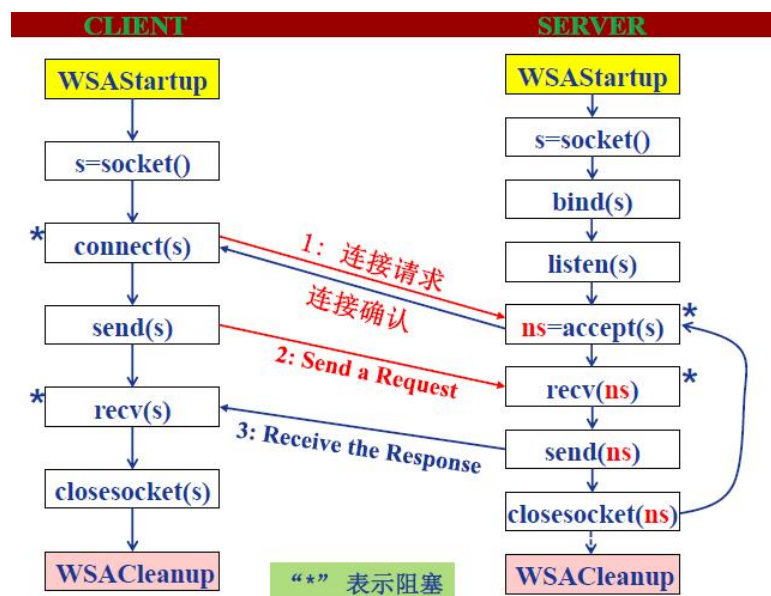 CLIENT
SERVER
WSAStartup
s=socket()
* connect(s)
send(s)
* recv(s)
closesocket(s)
WSACleanup
1：连接请求
连接确认
2: Send a Request
3: Receive the Response
WSAStartup
s=socket()
bind(s)
listen(s)
ns=accept(s) *
recv(ns) *
send(ns)
closesocket(ns)
WSACleanup
“*” 表示阻塞